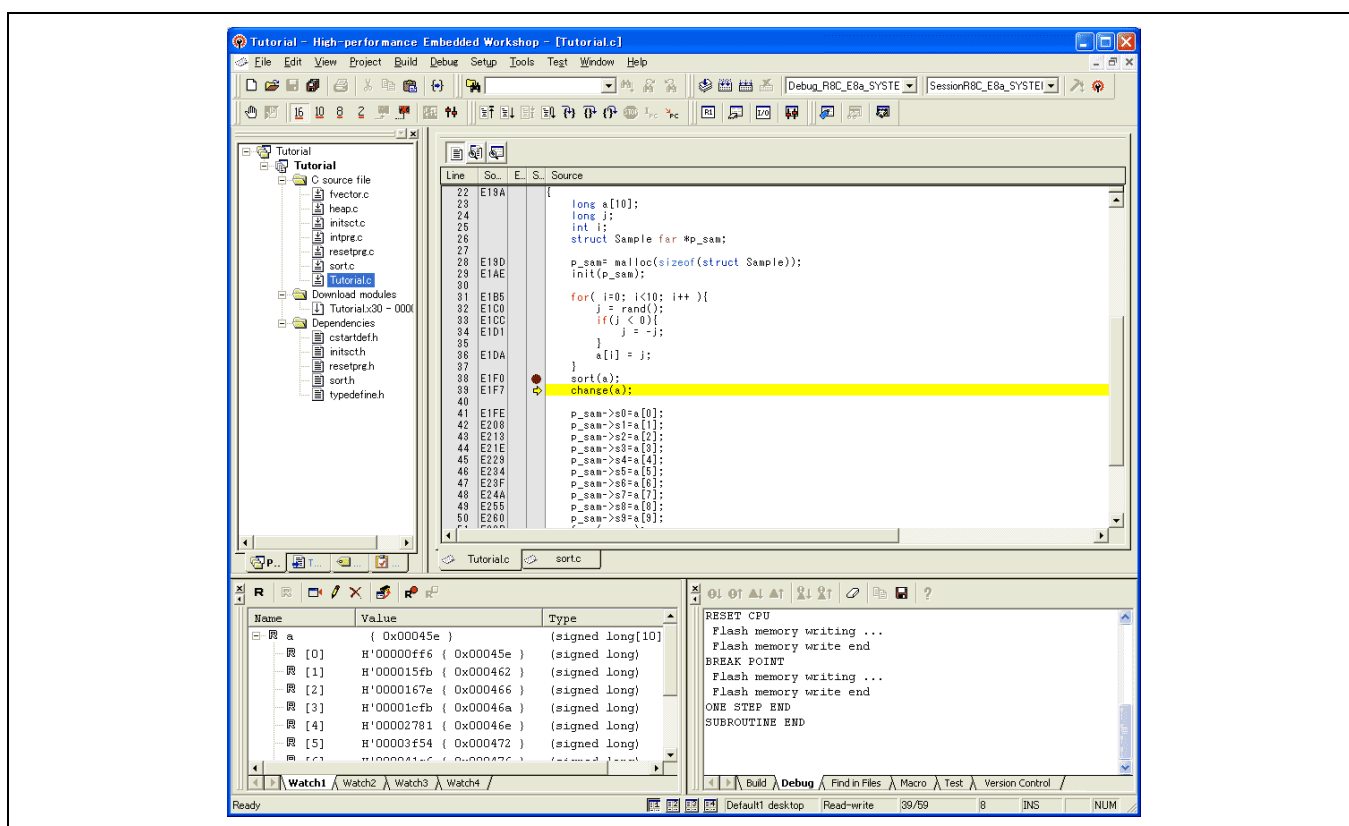 Tutorial - High-performance Embedded Workshop - [Tutorial.c]
File Edit View Project Build Debug Setup Tools Test Window Help
Debug_R8C_E8a_SYSTE SessionR8C_E8a_SYSTEI
16 10 8 2
Tutorial
Tutorial
C source file
fvector.c
heap.c
initsct.c
intprg.c
resetprg.c
sort.c
Tutorial.c
Download modules
Tutorial.x30 - 0000
Dependencies
cstartdef.h
initsct.h
resetprg.h
sort.h
typedefine.h
P... T... ... ...
Line So... E... S... Source
22 E19A {
23 long a[10];
24 long j;
25 int i;
26 struct Sample far *p_sam;
27
28 E19D p_sam= malloc(sizeof(struct Sample));
29 E1AE init(p_sam);
30
31 E1B5 for( i=0; i<10; i++ ){
32 E1C0 j = rand();
33 E1CC if(j < 0){
34 E1D1 j = -j;
35 }
36 E1DA a[i] = j;
37 }
38 E1F0 sort(a);
39 E1F7 change(a);
40
41 E1FE p_sam->s0=a[0];
42 E208 p_sam->s1=a[1];
43 E213 p_sam->s2=a[2];
44 E21E p_sam->s3=a[3];
45 E229 p_sam->s4=a[4];
46 E234 p_sam->s5=a[5];
47 E23F p_sam->s6=a[6];
48 E24A p_sam->s7=a[7];
49 E255 p_sam->s8=a[8];
50 E260 p_sam->s9=a[9];
Tutorial.c sort.c
Name Value Type
R a { 0x00045e } (signed long[10]
R [0] H'00000ff6 { 0x00045e } (signed long)
R [1] H'000015fb { 0x000462 } (signed long)
R [2] H'0000167e { 0x000466 } (signed long)
R [3] H'00001cfb { 0x00046a } (signed long)
R [4] H'00002781 { 0x00046e } (signed long)
R [5] H'00003f54 { 0x000472 } (signed long)
Watch1 Watch2 Watch3 Watch4
RESET CPU
Flash memory writing ...
Flash memory write end
BREAK POINT
Flash memory writing ...
Flash memory write end
ONE STEP END
SUBROUTINE END
Build Debug Find in Files Macro Test Version Control
Ready Default1 desktop Read-write 39/59 8 INS NUM